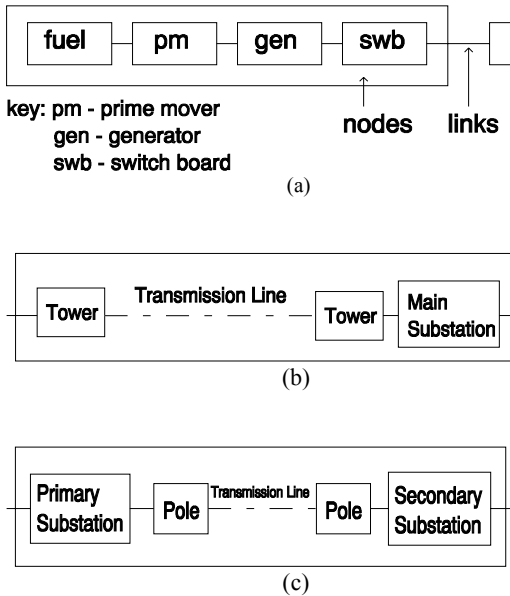 fuel pm gen swb
key: pm - prime mover
gen - generator
swb - switch board
nodes links
(a)
Tower Transmission Line Tower Main
Substation
(b)
Primary
Substation Pole Transmission Line Pole Secondary
Substation
(c)